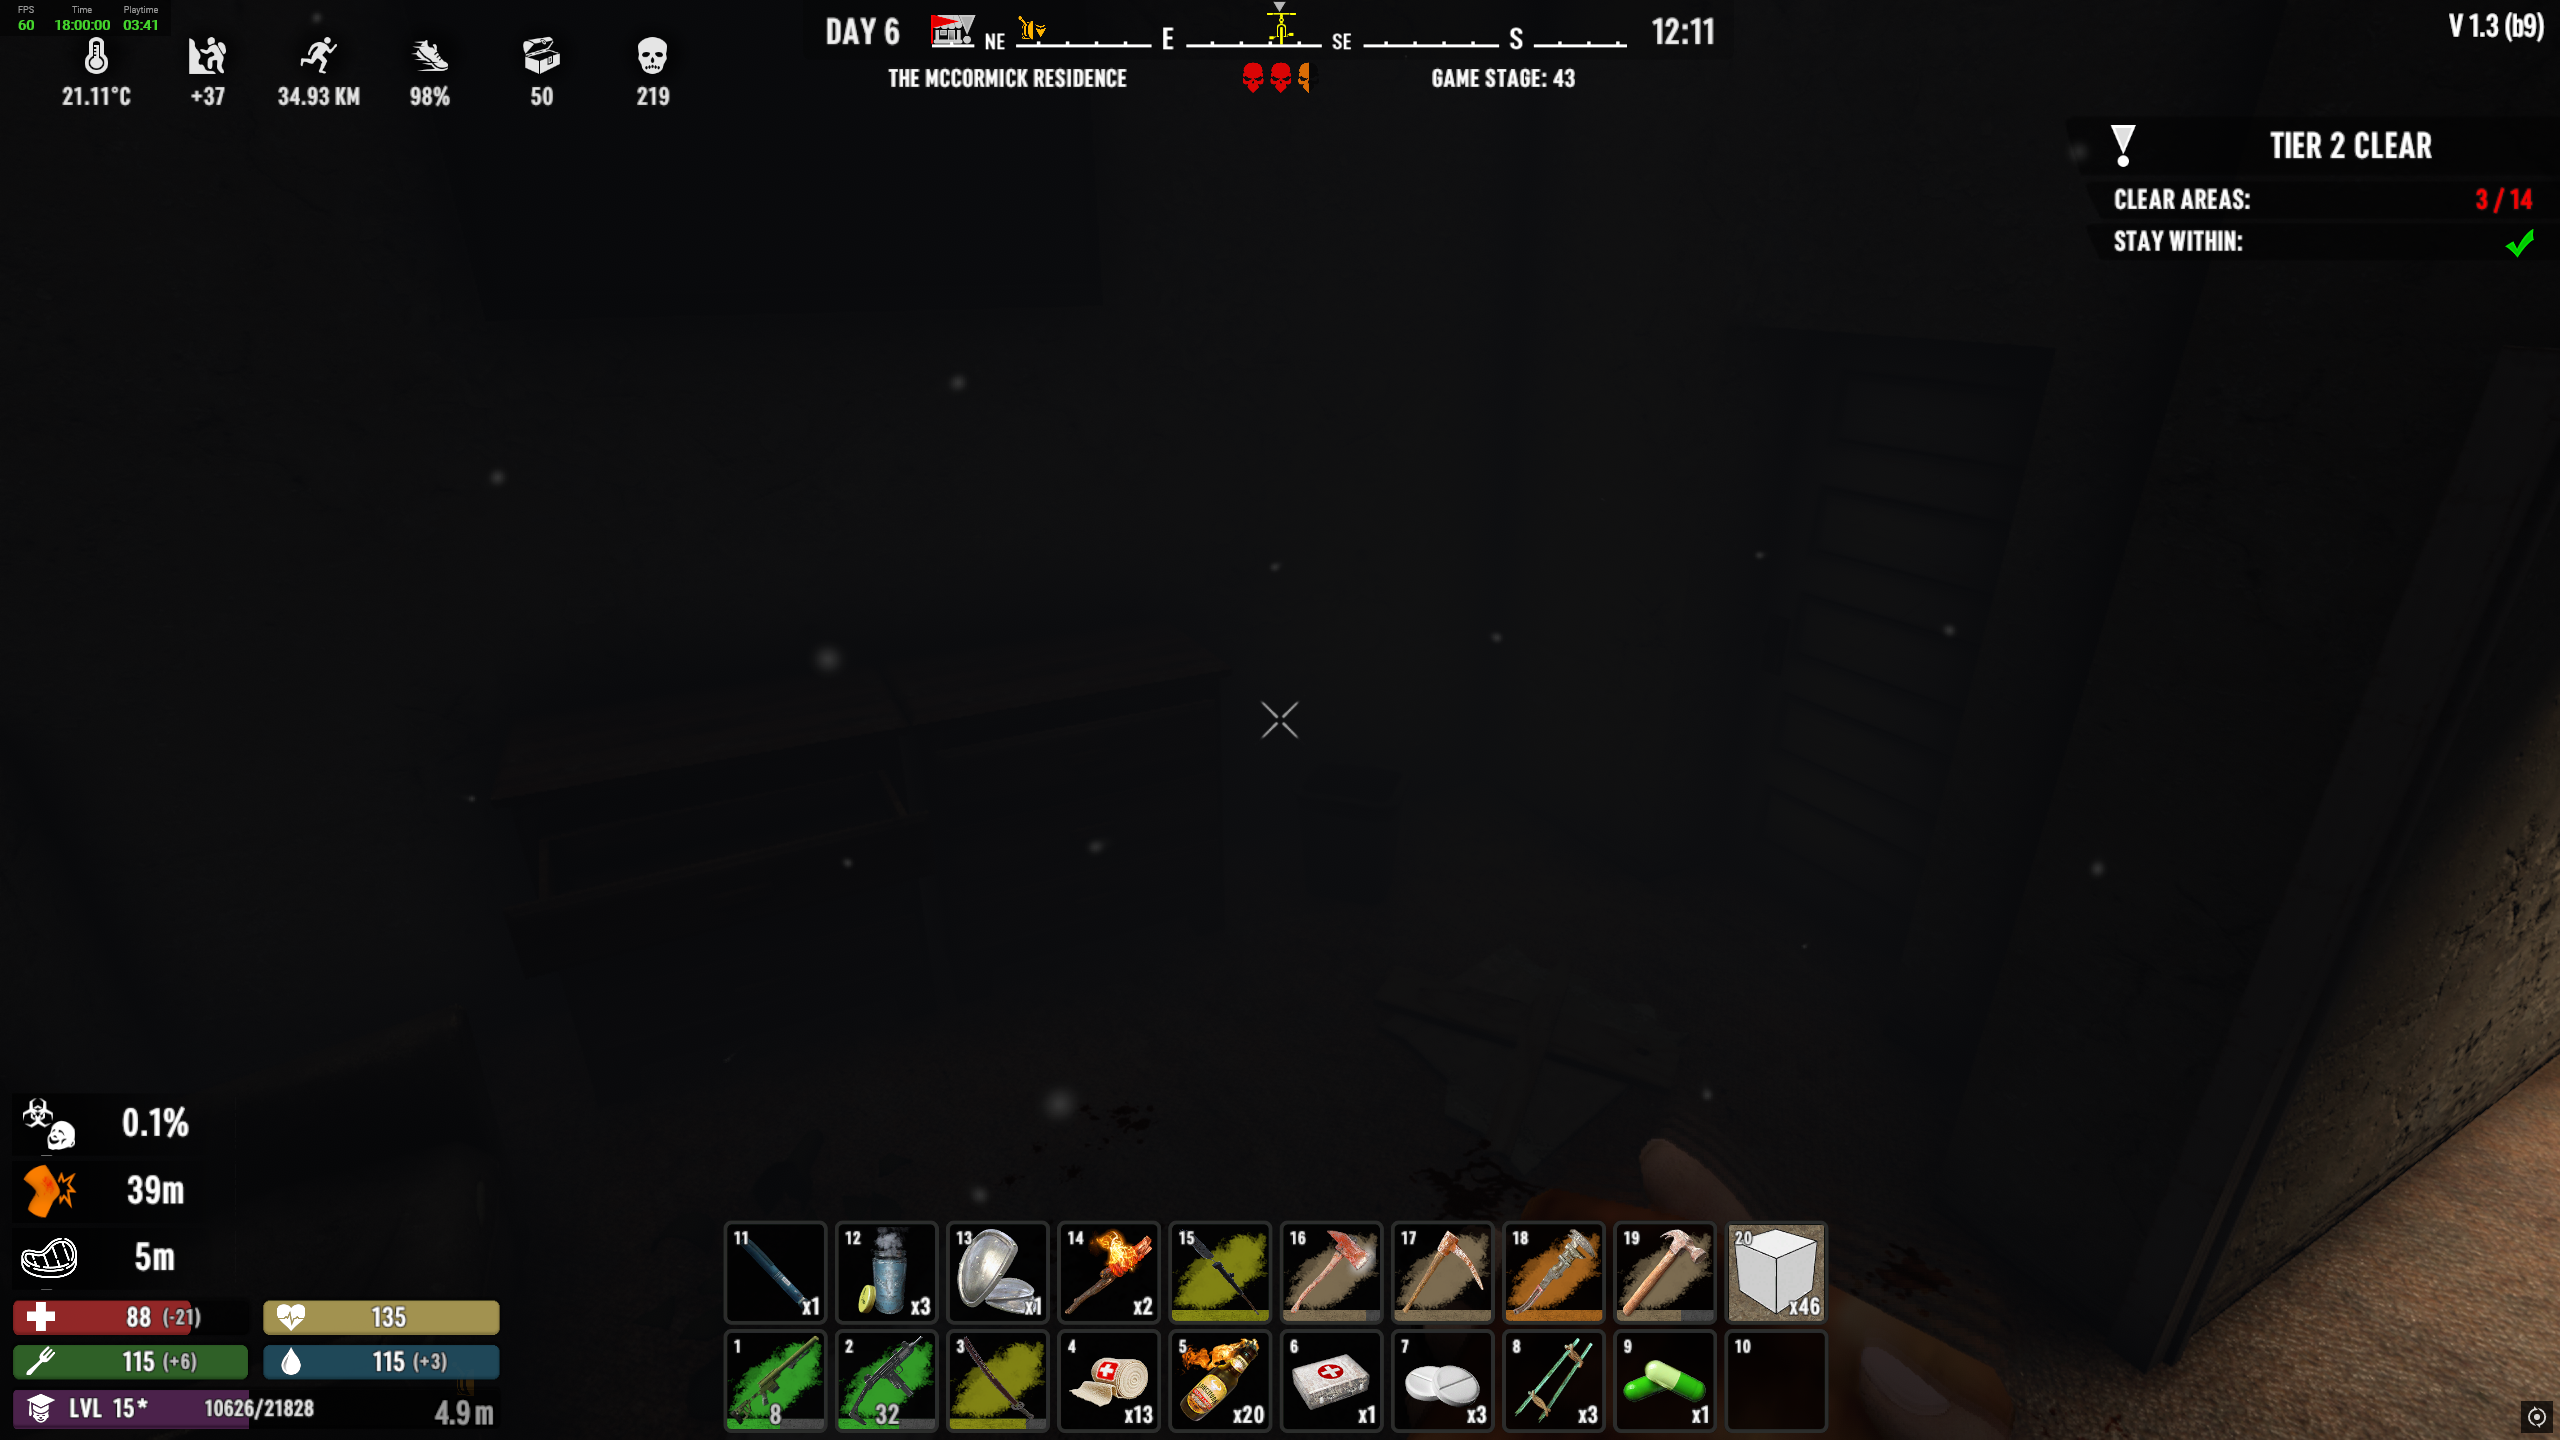 FPS Time Playtime
60 18:00:00 03:41
21.11°C +37 34.93 KM 98% 50 219
DAY 6 NE E SE S 12:11
THE MCCORMICK RESIDENCE GAME STAGE: 43
V 1.3 (b9)
TIER 2 CLEAR
CLEAR AREAS: 3 / 14
STAY WITHIN:
0.1%
39m
5m
88 (-21) 135
115 (+6) 115 (+3)
LVL 15* 10626/21828 4.9 m
11 12 13 14 15 16 17 18 19 20
x1 x3 x1 x2 x46
1 2 3 4 5 6 7 8 9 10
8 32 x13 x20 x1 x3 x3 x1